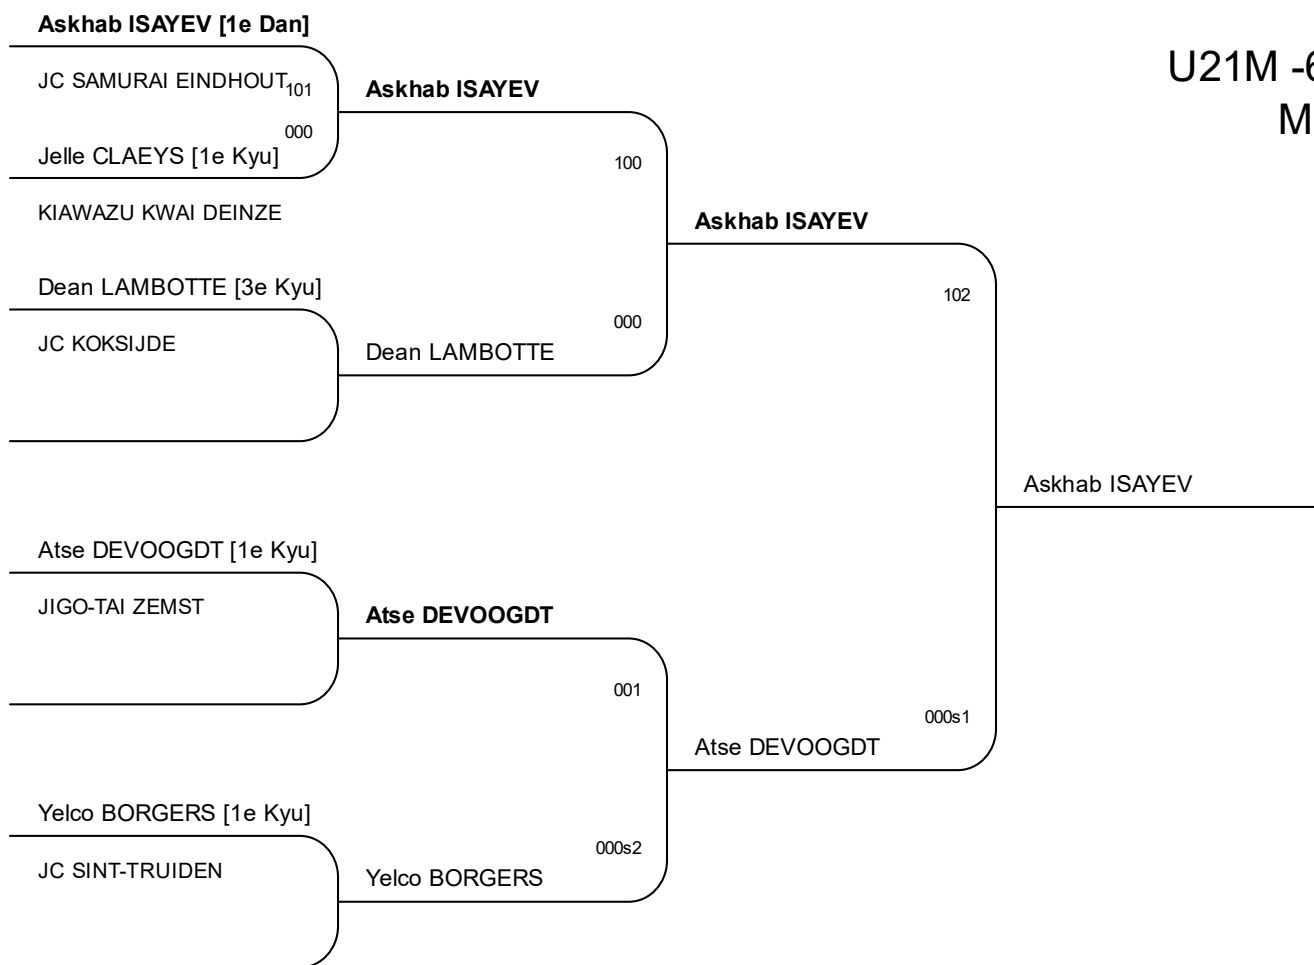 Askhab ISAYEV [1e Dan]
JC SAMURAI EINDHOUT
101
000
Jelle CLAEYS [1e Kyu]
KIAWAZU KWAI DEINZE
Dean LAMBOTTE [3e Kyu]
JC KOKSIJDE
Atse DEVOOGDT [1e Kyu]
JIGO-TAI ZEMST
Yelco BORGERS [1e Kyu]
JC SINT-TRUIDEN
Askhab ISAYEV
100
000
Dean LAMBOTTE
Atse DEVOOGDT
001
000s2
Yelco BORGERS
Askhab ISAYEV
102
000s1
Atse DEVOOGDT
Askhab ISAYEV
U21M -6
M